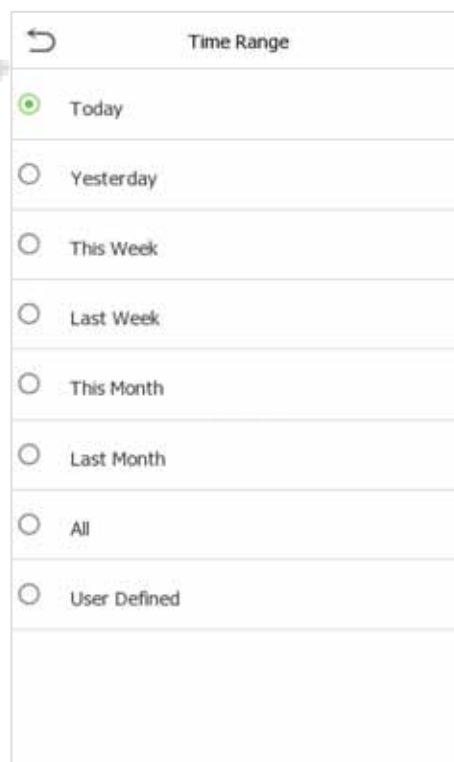 Time Range
Today
Yesterday
This Week
Last Week
This Month
Last Month
All
User Defined